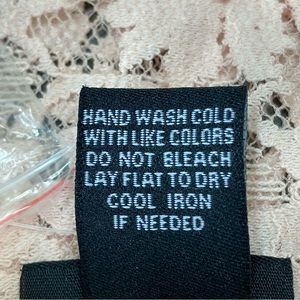 HAND WASH COLD
WITH LIKE COLORS
DO NOT BLEACH
LAY FLAT TO DRY
COOL IRON
IF NEEDED